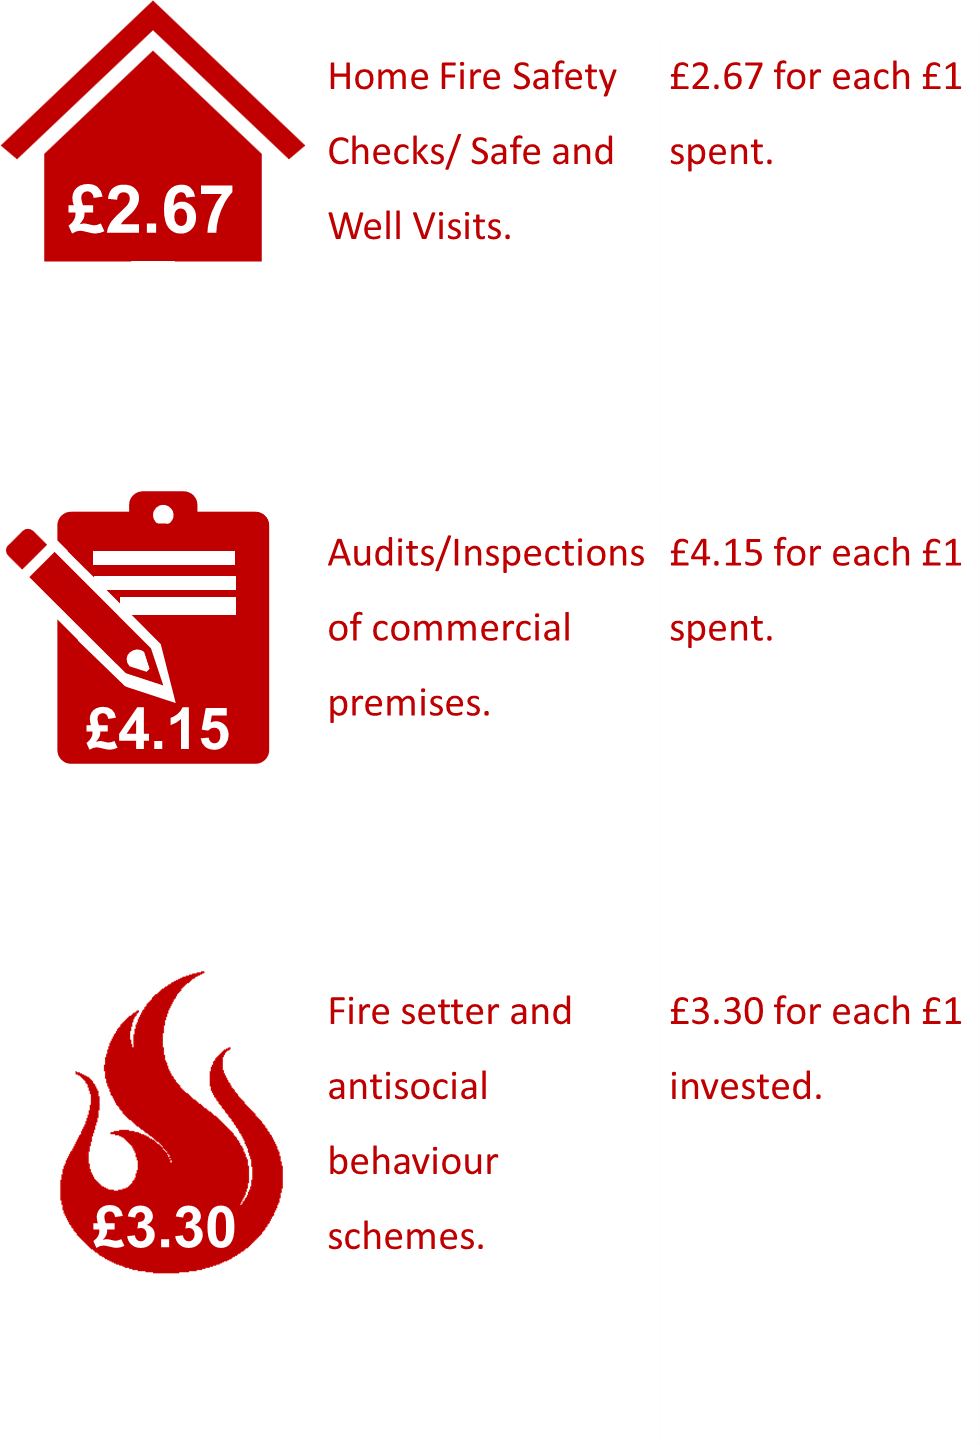 £2.67
Home Fire Safety
Checks/ Safe and
Well Visits.
£2.67 for each £1
spent.
£4.15
Audits/Inspections
of commercial
premises.
£4.15 for each £1
spent.
£3.30
Fire setter and
antisocial
behaviour
schemes.
£3.30 for each £1
invested.